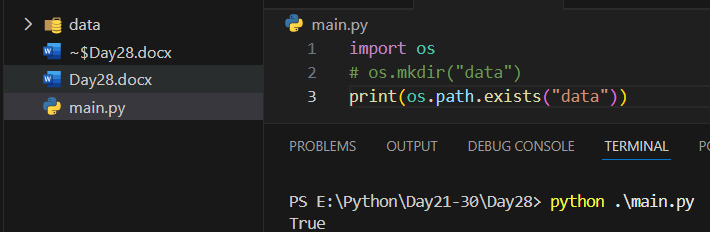 data
~$Day28.docx
Day28.docx
main.py
main.py
1 import os
2 # os.mkdir("data")
3 print(os.path.exists("data"))
PROBLEMS OUTPUT DEBUG CONSOLE TERMINAL
PS E:\Python\Day21-30\Day28> python .\main.py
True